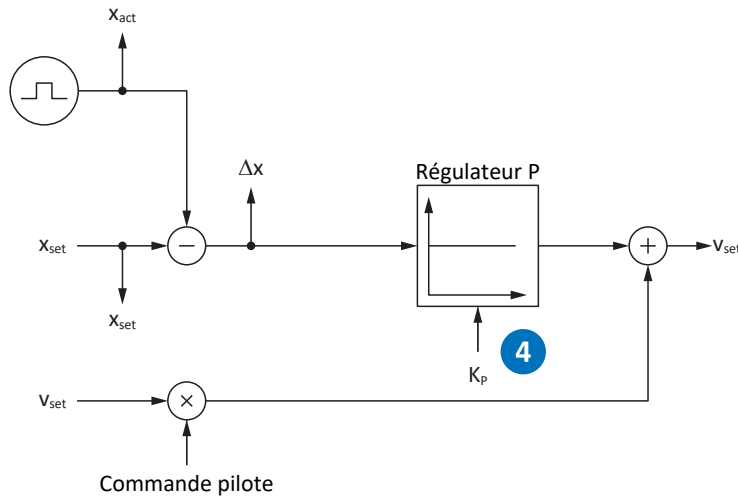 xact
Δx
Régulateur P
xset
vset
xset
4
KP
vset
Commande pilote